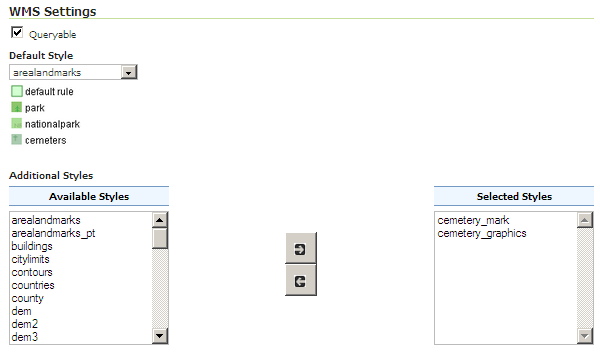 WMS Settings
Queryable
Default Style
arealandmarks
default rule
park
nationalpark
cemeters
Additional Styles
Available Styles
arealandmarks
arealandmarks_pt
buildings
citylimits
contours
countries
county
dem
dem2
dem3
Selected Styles
cemetery_mark
cemetery_graphics